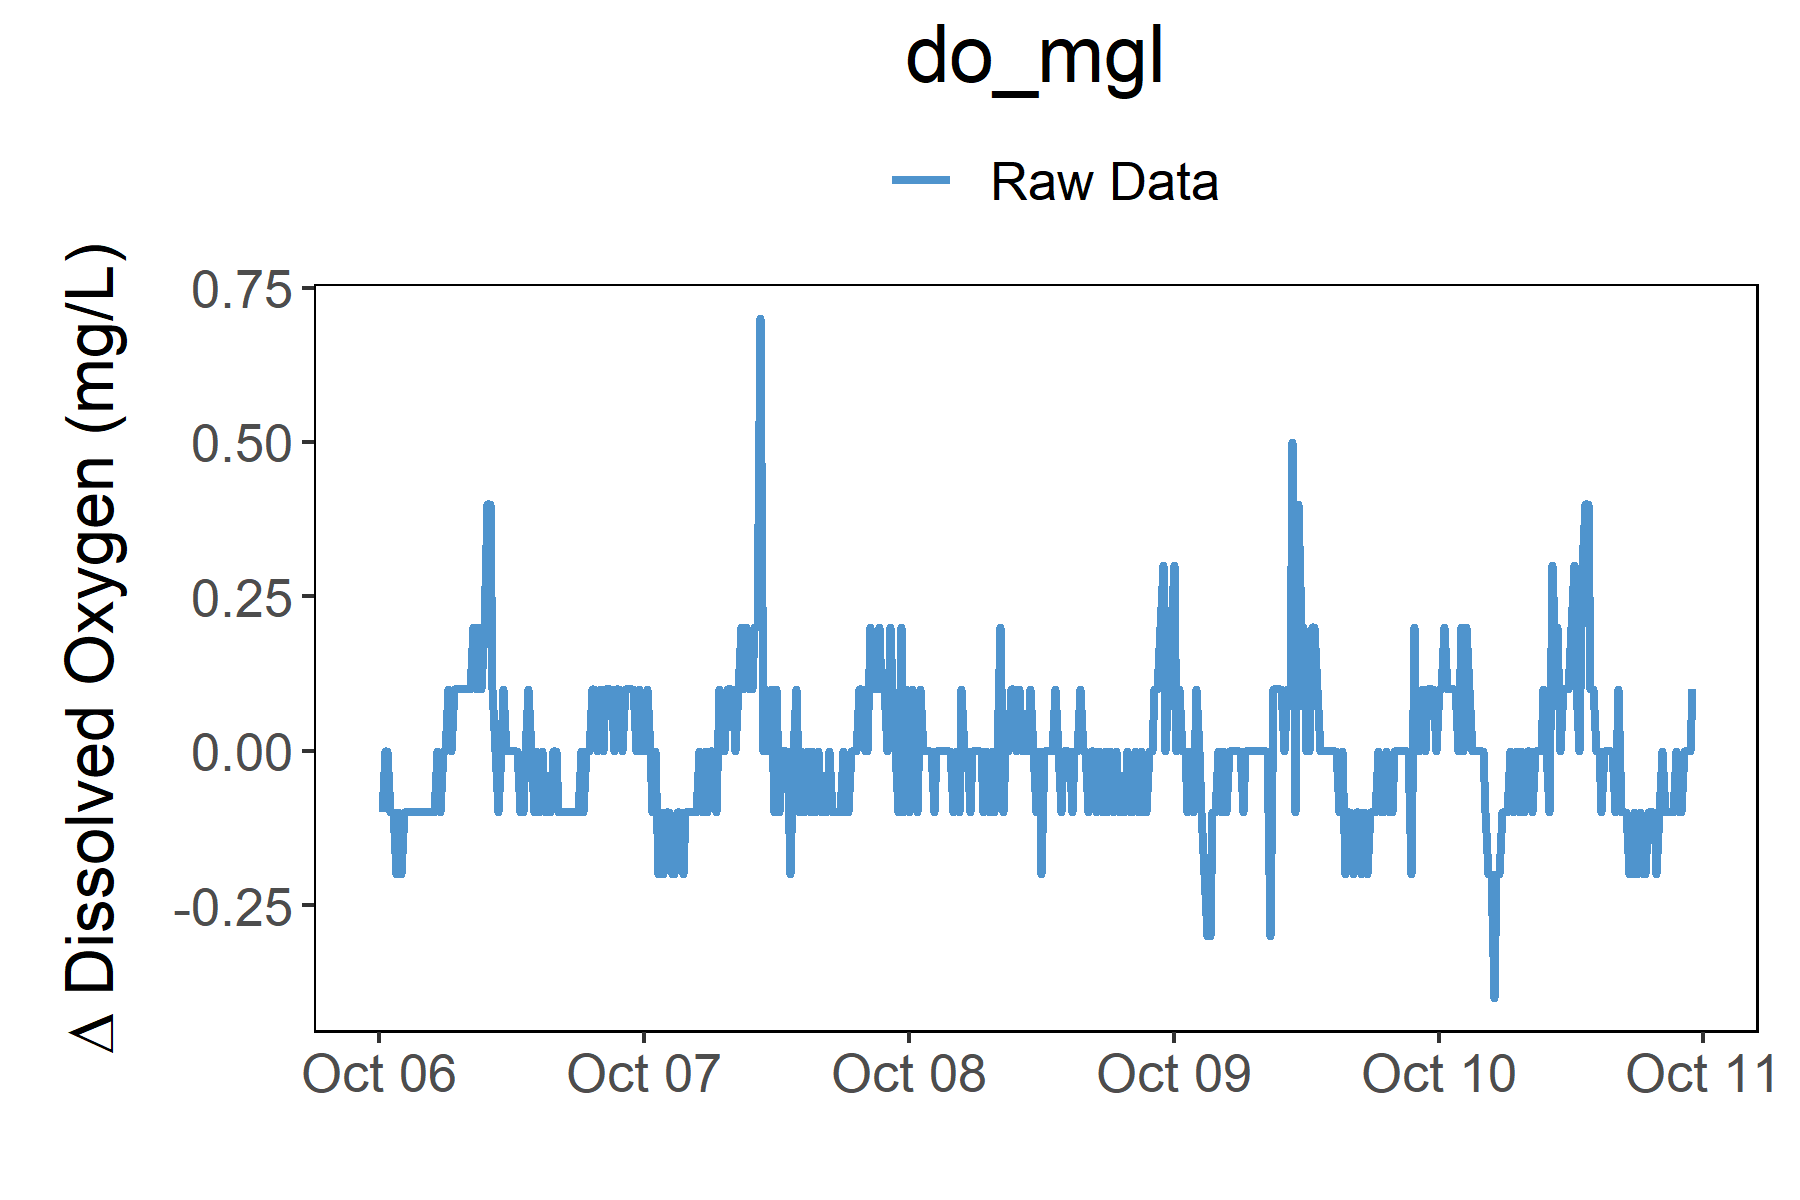 do_mgl
Raw Data
Δ Dissolved Oxygen (mg/L)
0.75
0.50
0.25
0.00
-0.25
Oct 06 Oct 07 Oct 08 Oct 09 Oct 10 Oct 11